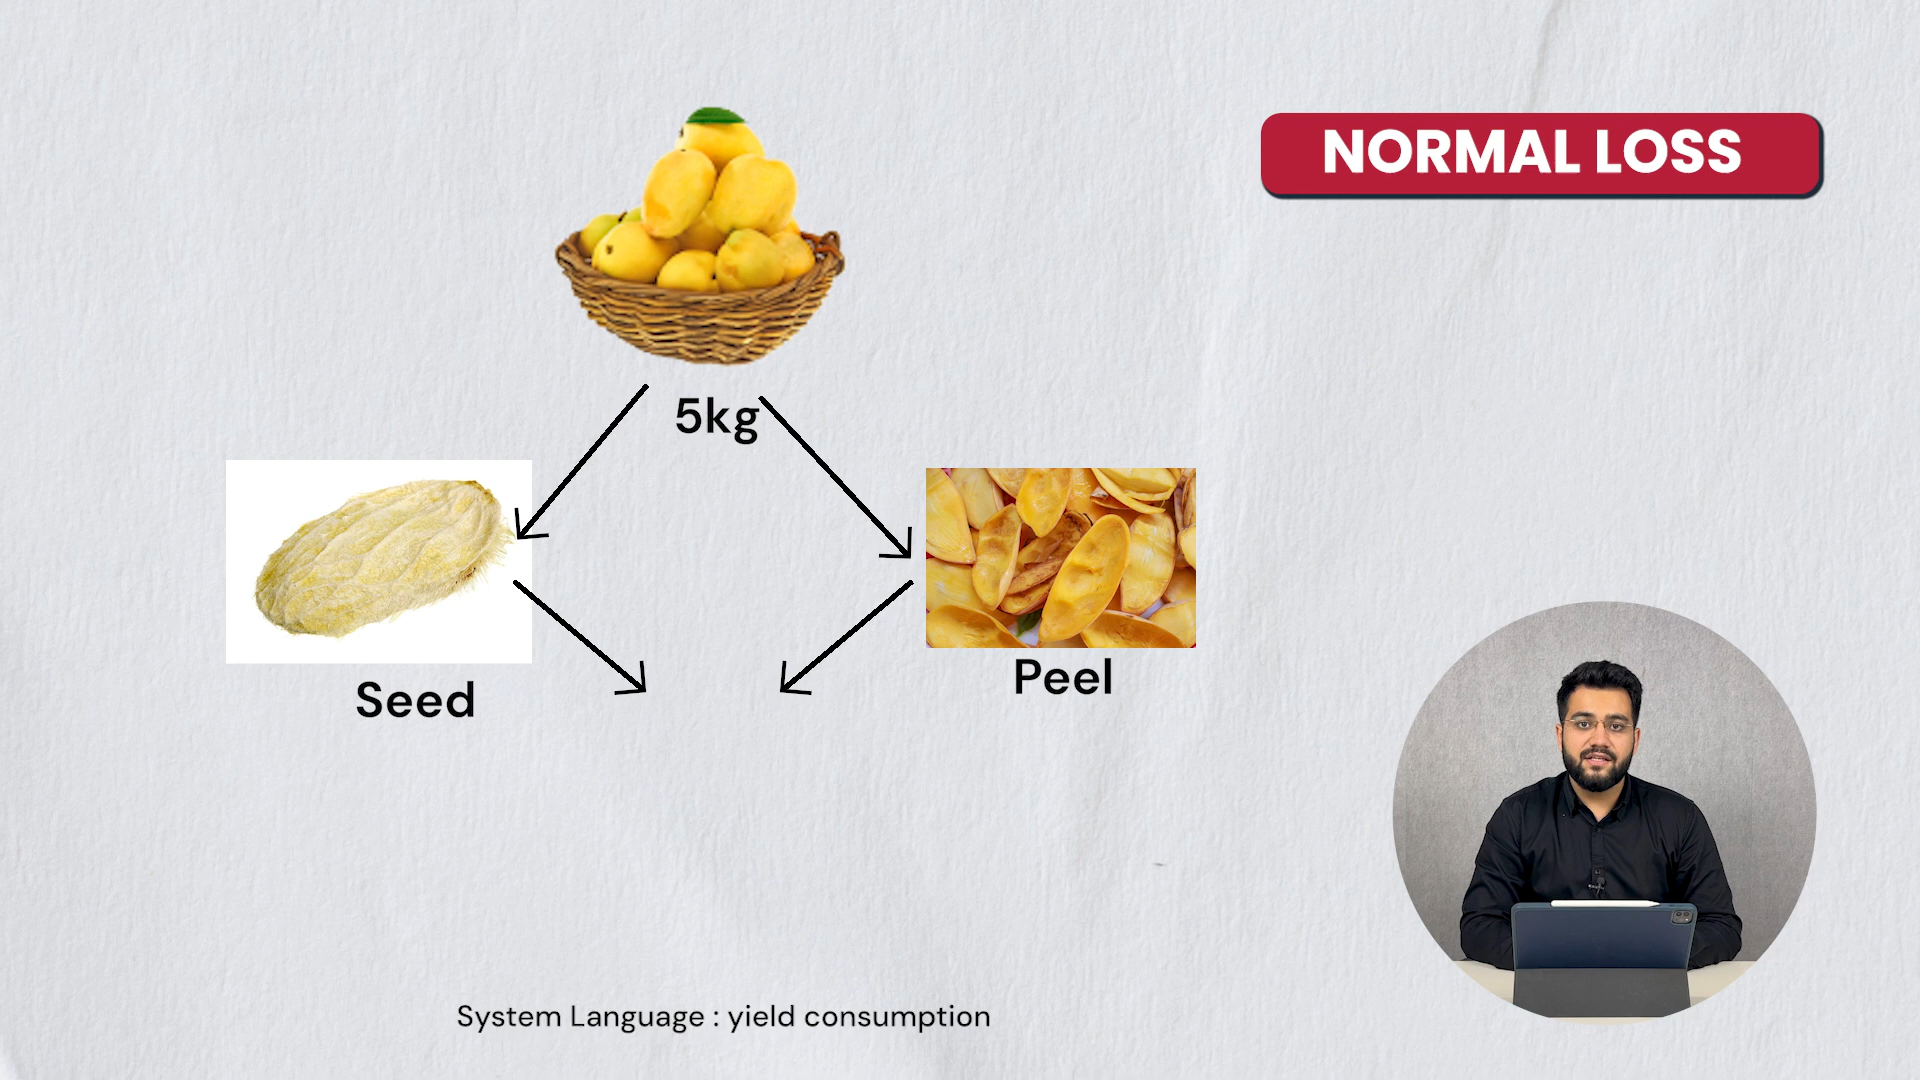 NORMAL LOSS
5kg
Seed
Peel
System Language : yield consumption